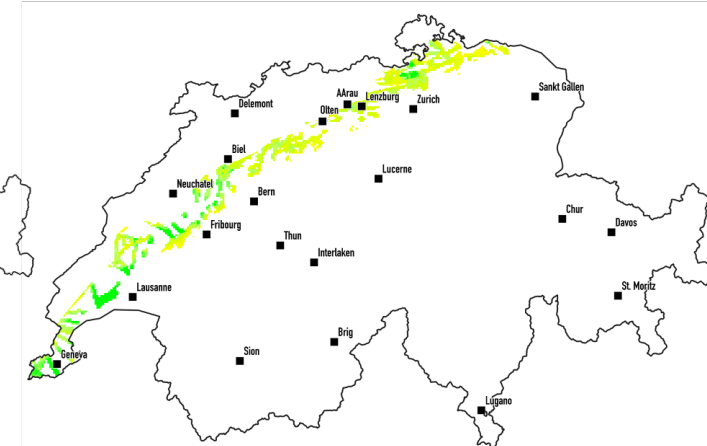 Sankt Gallen
AArau
Lenzburg
Delemont
Olten
Zurich
Biel
Lucerne
Neuchatel
Bern
Chur
Fribourg
Davos
Thun
Interlaken
Lausanne
St. Moritz
Brig
Geneva
Sion
Lugano